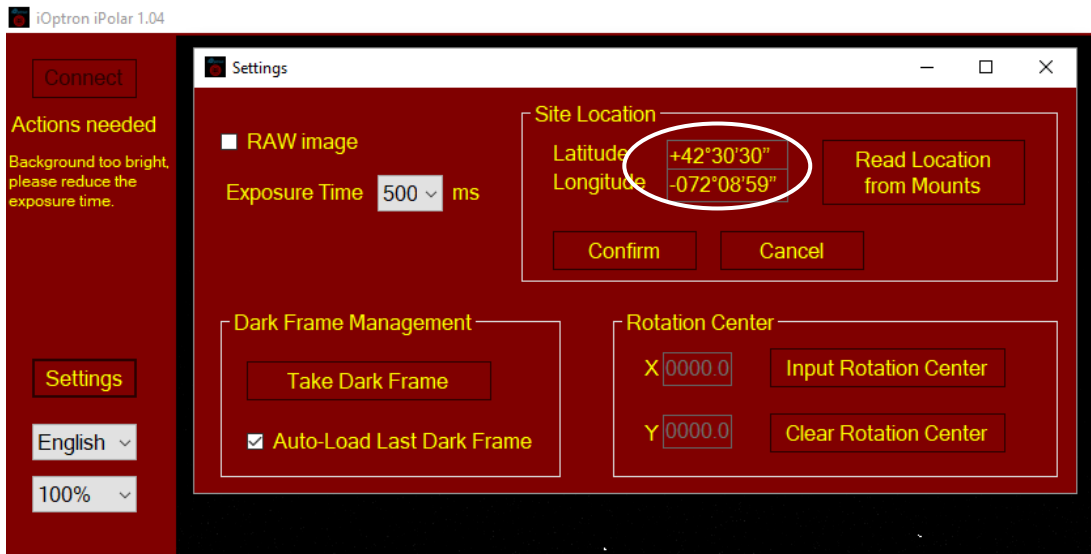 iOptron iPolar 1.04
Connect
Actions needed
Background too bright,
please reduce the
exposure time.
Settings
English
100%
Settings
RAW image
Exposure Time 500 ms
Site Location
Latitude +42°30'30"
Longitude -072°08'59"
Read Location
from Mounts
Confirm Cancel
Dark Frame Management
Take Dark Frame
Auto-Load Last Dark Frame
Rotation Center
X 0000.0 Input Rotation Center
Y 0000.0 Clear Rotation Center